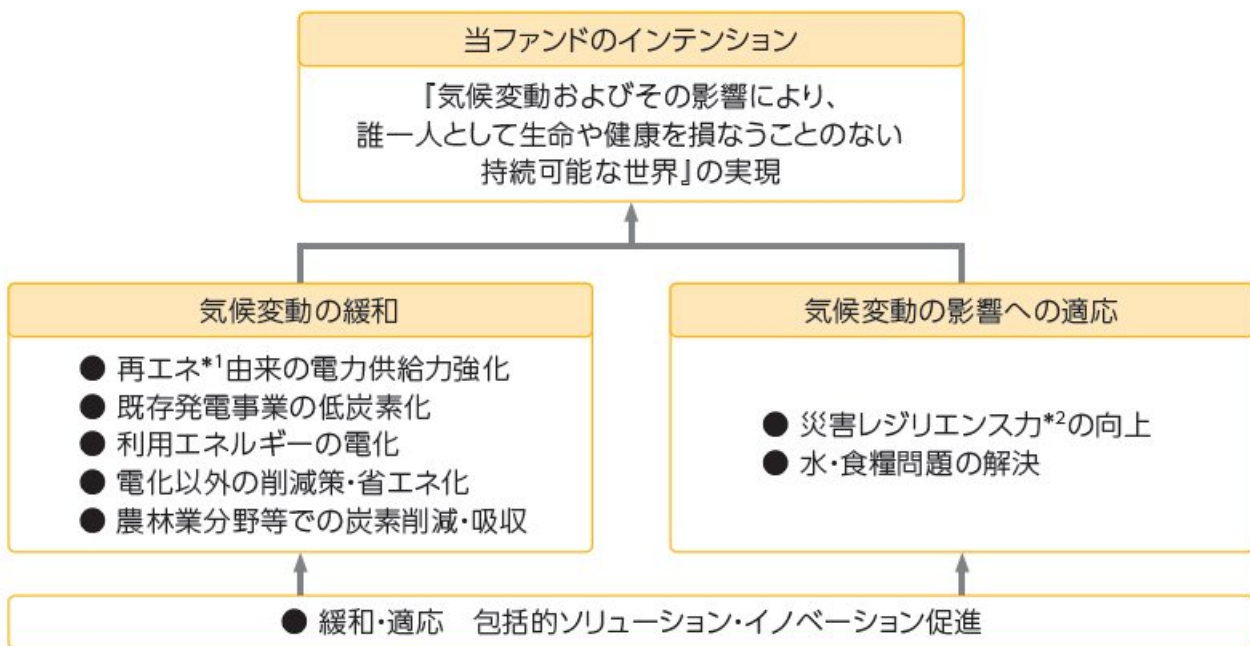 当ファンドのインテンション
『気候変動およびその影響により、
誰一人として生命や健康を損なうことのない
持続可能な世界』の実現
気候変動の緩和
● 再エネ*1由来の電力供給力強化
● 既存発電事業の低炭素化
● 利用エネルギーの電化
● 電化以外の削減策・省エネ化
● 農林業分野等での炭素削減・吸収
気候変動の影響への適応
● 災害レジリエンス力*2の向上
● 水・食糧問題の解決
● 緩和・適応　包括的ソリューション・イノベーション促進